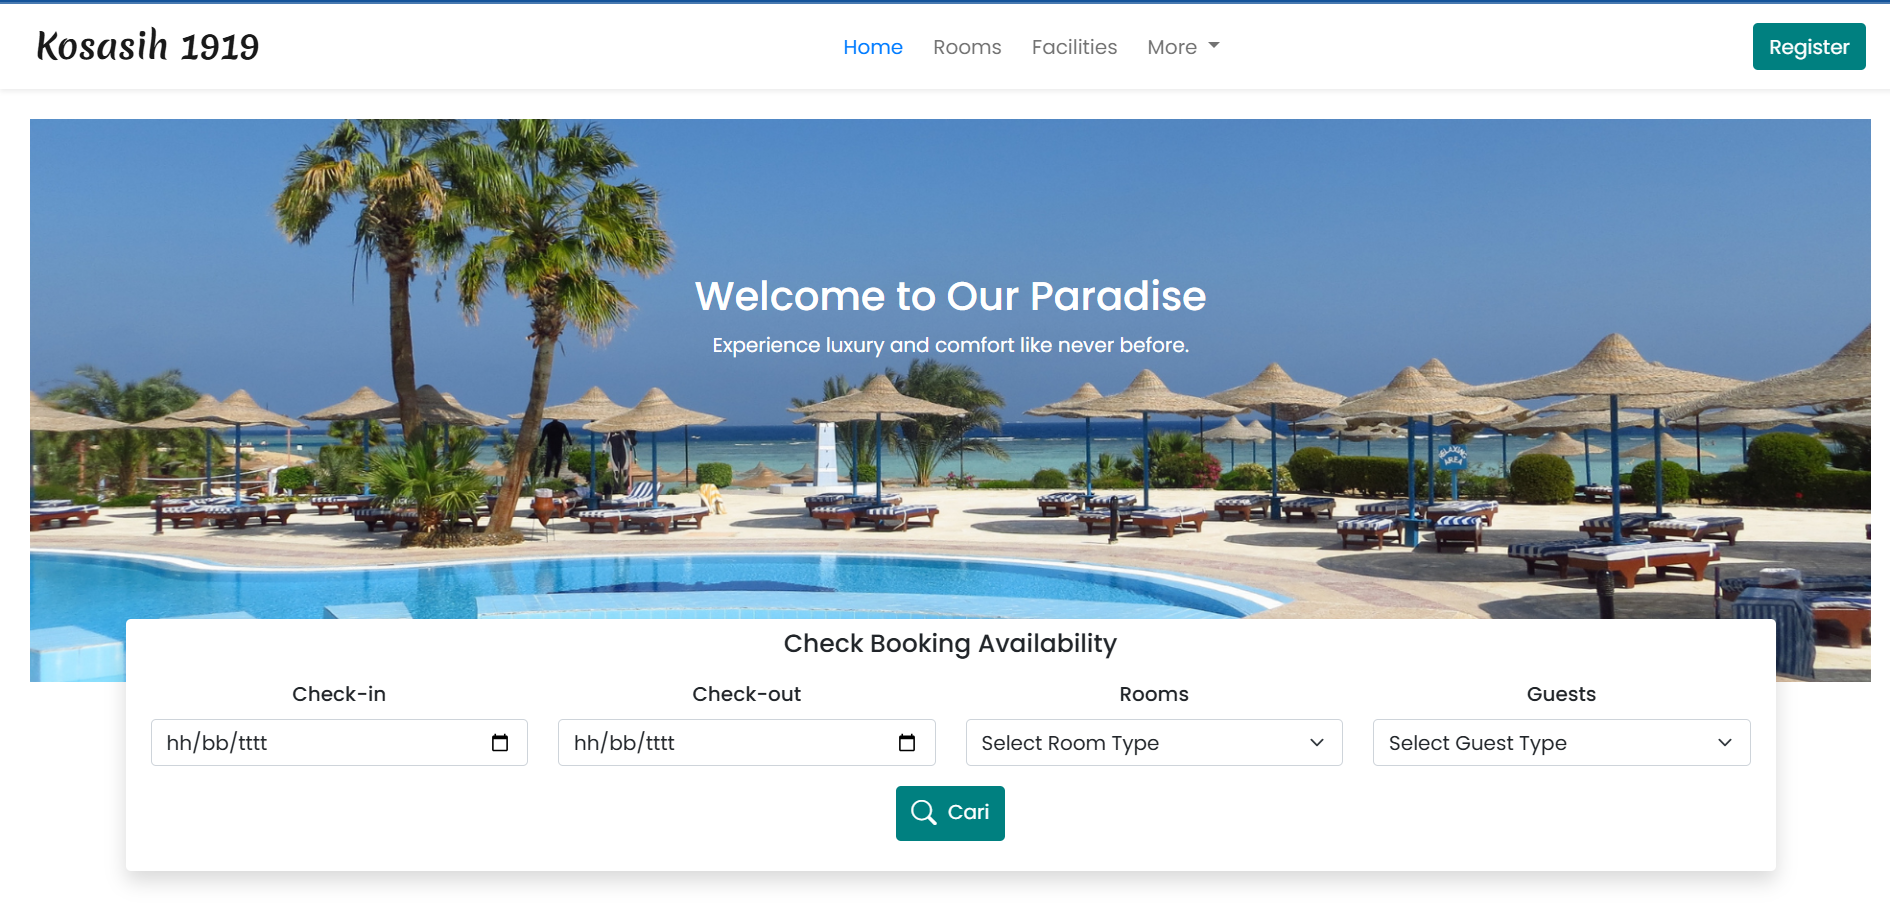 Kosasih 1919
Home Rooms Facilities More
Register
Welcome to Our Paradise
Experience luxury and comfort like never before.
RELAXING
AREA
Check Booking Availability
Check-in Check-out Rooms Guests
hh/bb/tttt hh/bb/tttt Select Room Type Select Guest Type
Cari